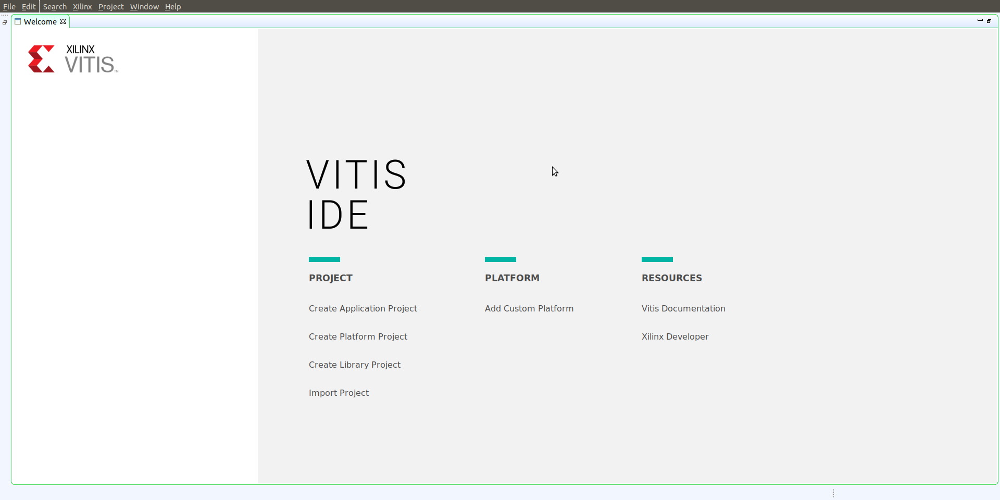 File Edit Search Xilinx Project Window Help
Welcome
XILINX
VITIS™
VITIS
IDE
PROJECT PLATFORM RESOURCES
Create Application Project Add Custom Platform Vitis Documentation
Create Platform Project Xilinx Developer
Create Library Project
Import Project